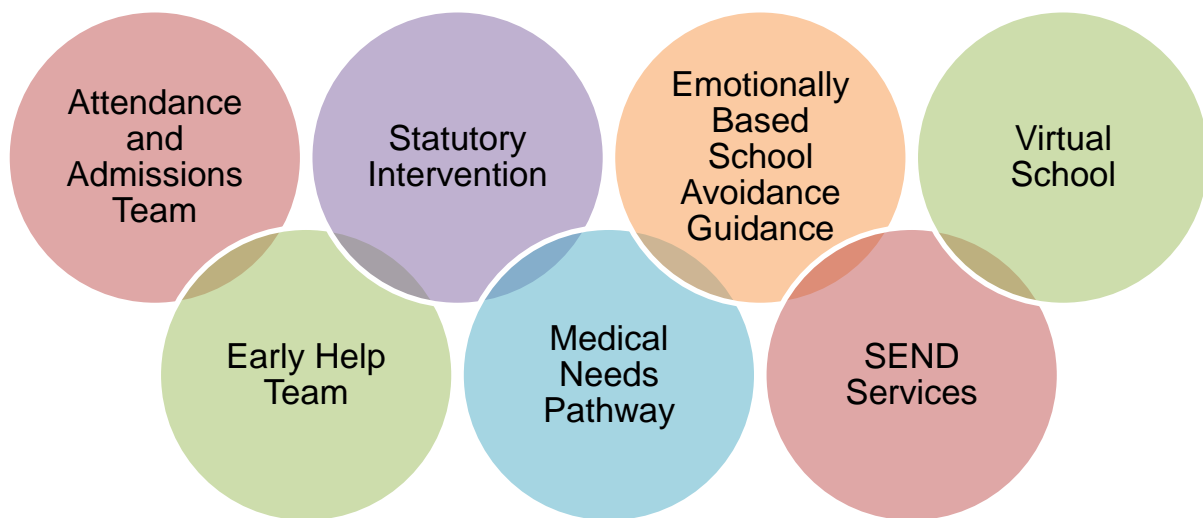 Attendance
and
Admissions
Team
Statutory
Intervention
Emotionally
Based
School
Avoidance
Guidance
Virtual
School
Early Help
Team
Medical
Needs
Pathway
SEND
Services